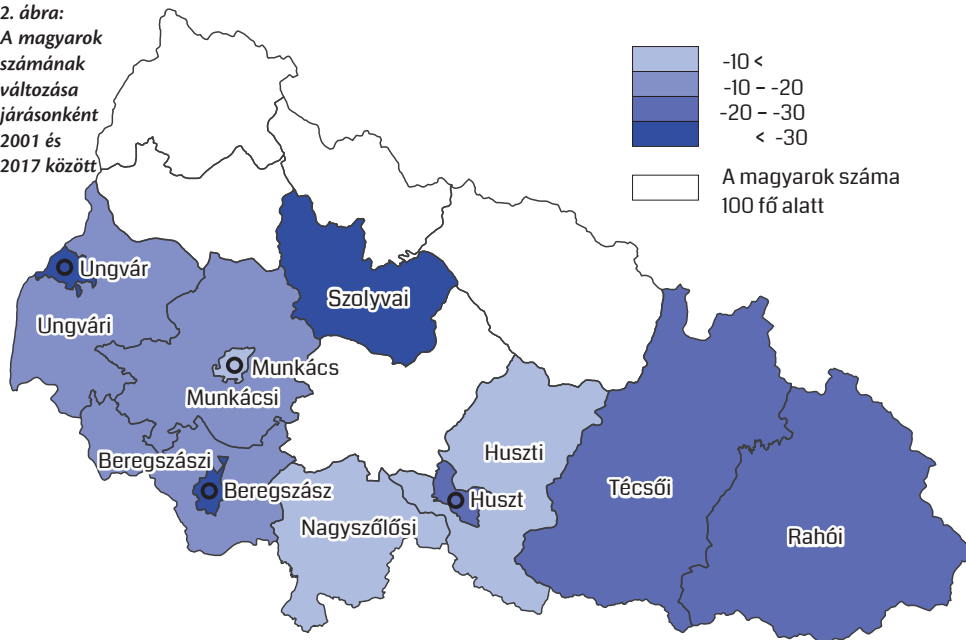 2. ábra:
A magyarok
számának
változása
járásonként
2001 és
2017 között
-10 <
-10 – -20
-20 – -30
< -30
A magyarok száma
100 fő alatt
Ungvár
Ungvári
Szolyvai
Munkács
Munkácsi
Beregszászi
Beregszász
Nagyszőlősi
Huszti
Huszt
Técsői
Rahói